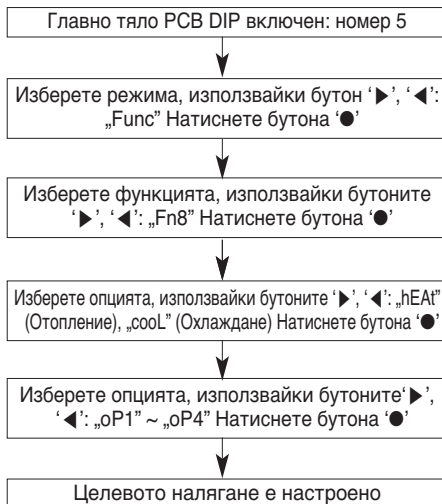 Главно тяло PCB DIP включен: номер 5
Изберете режима, използвайки бутон ‘▶’, ‘◀’:
„Func” Натиснете бутона ‘●’
Изберете функцията, използвайки бутоните
‘▶’, ‘◀’: „Fn8” Натиснете бутона ‘●’
Изберете опцията, използвайки бутоните ‘▶’, ‘◀’: „hEAt”
(Отопление), „cooL” (Охлаждане) Натиснете бутона ‘●’
Изберете опцията, използвайки бутоните‘▶’,
‘◀’: „oP1” ~ „oP4” Натиснете бутона ‘●’
Целевото налягане е настроено